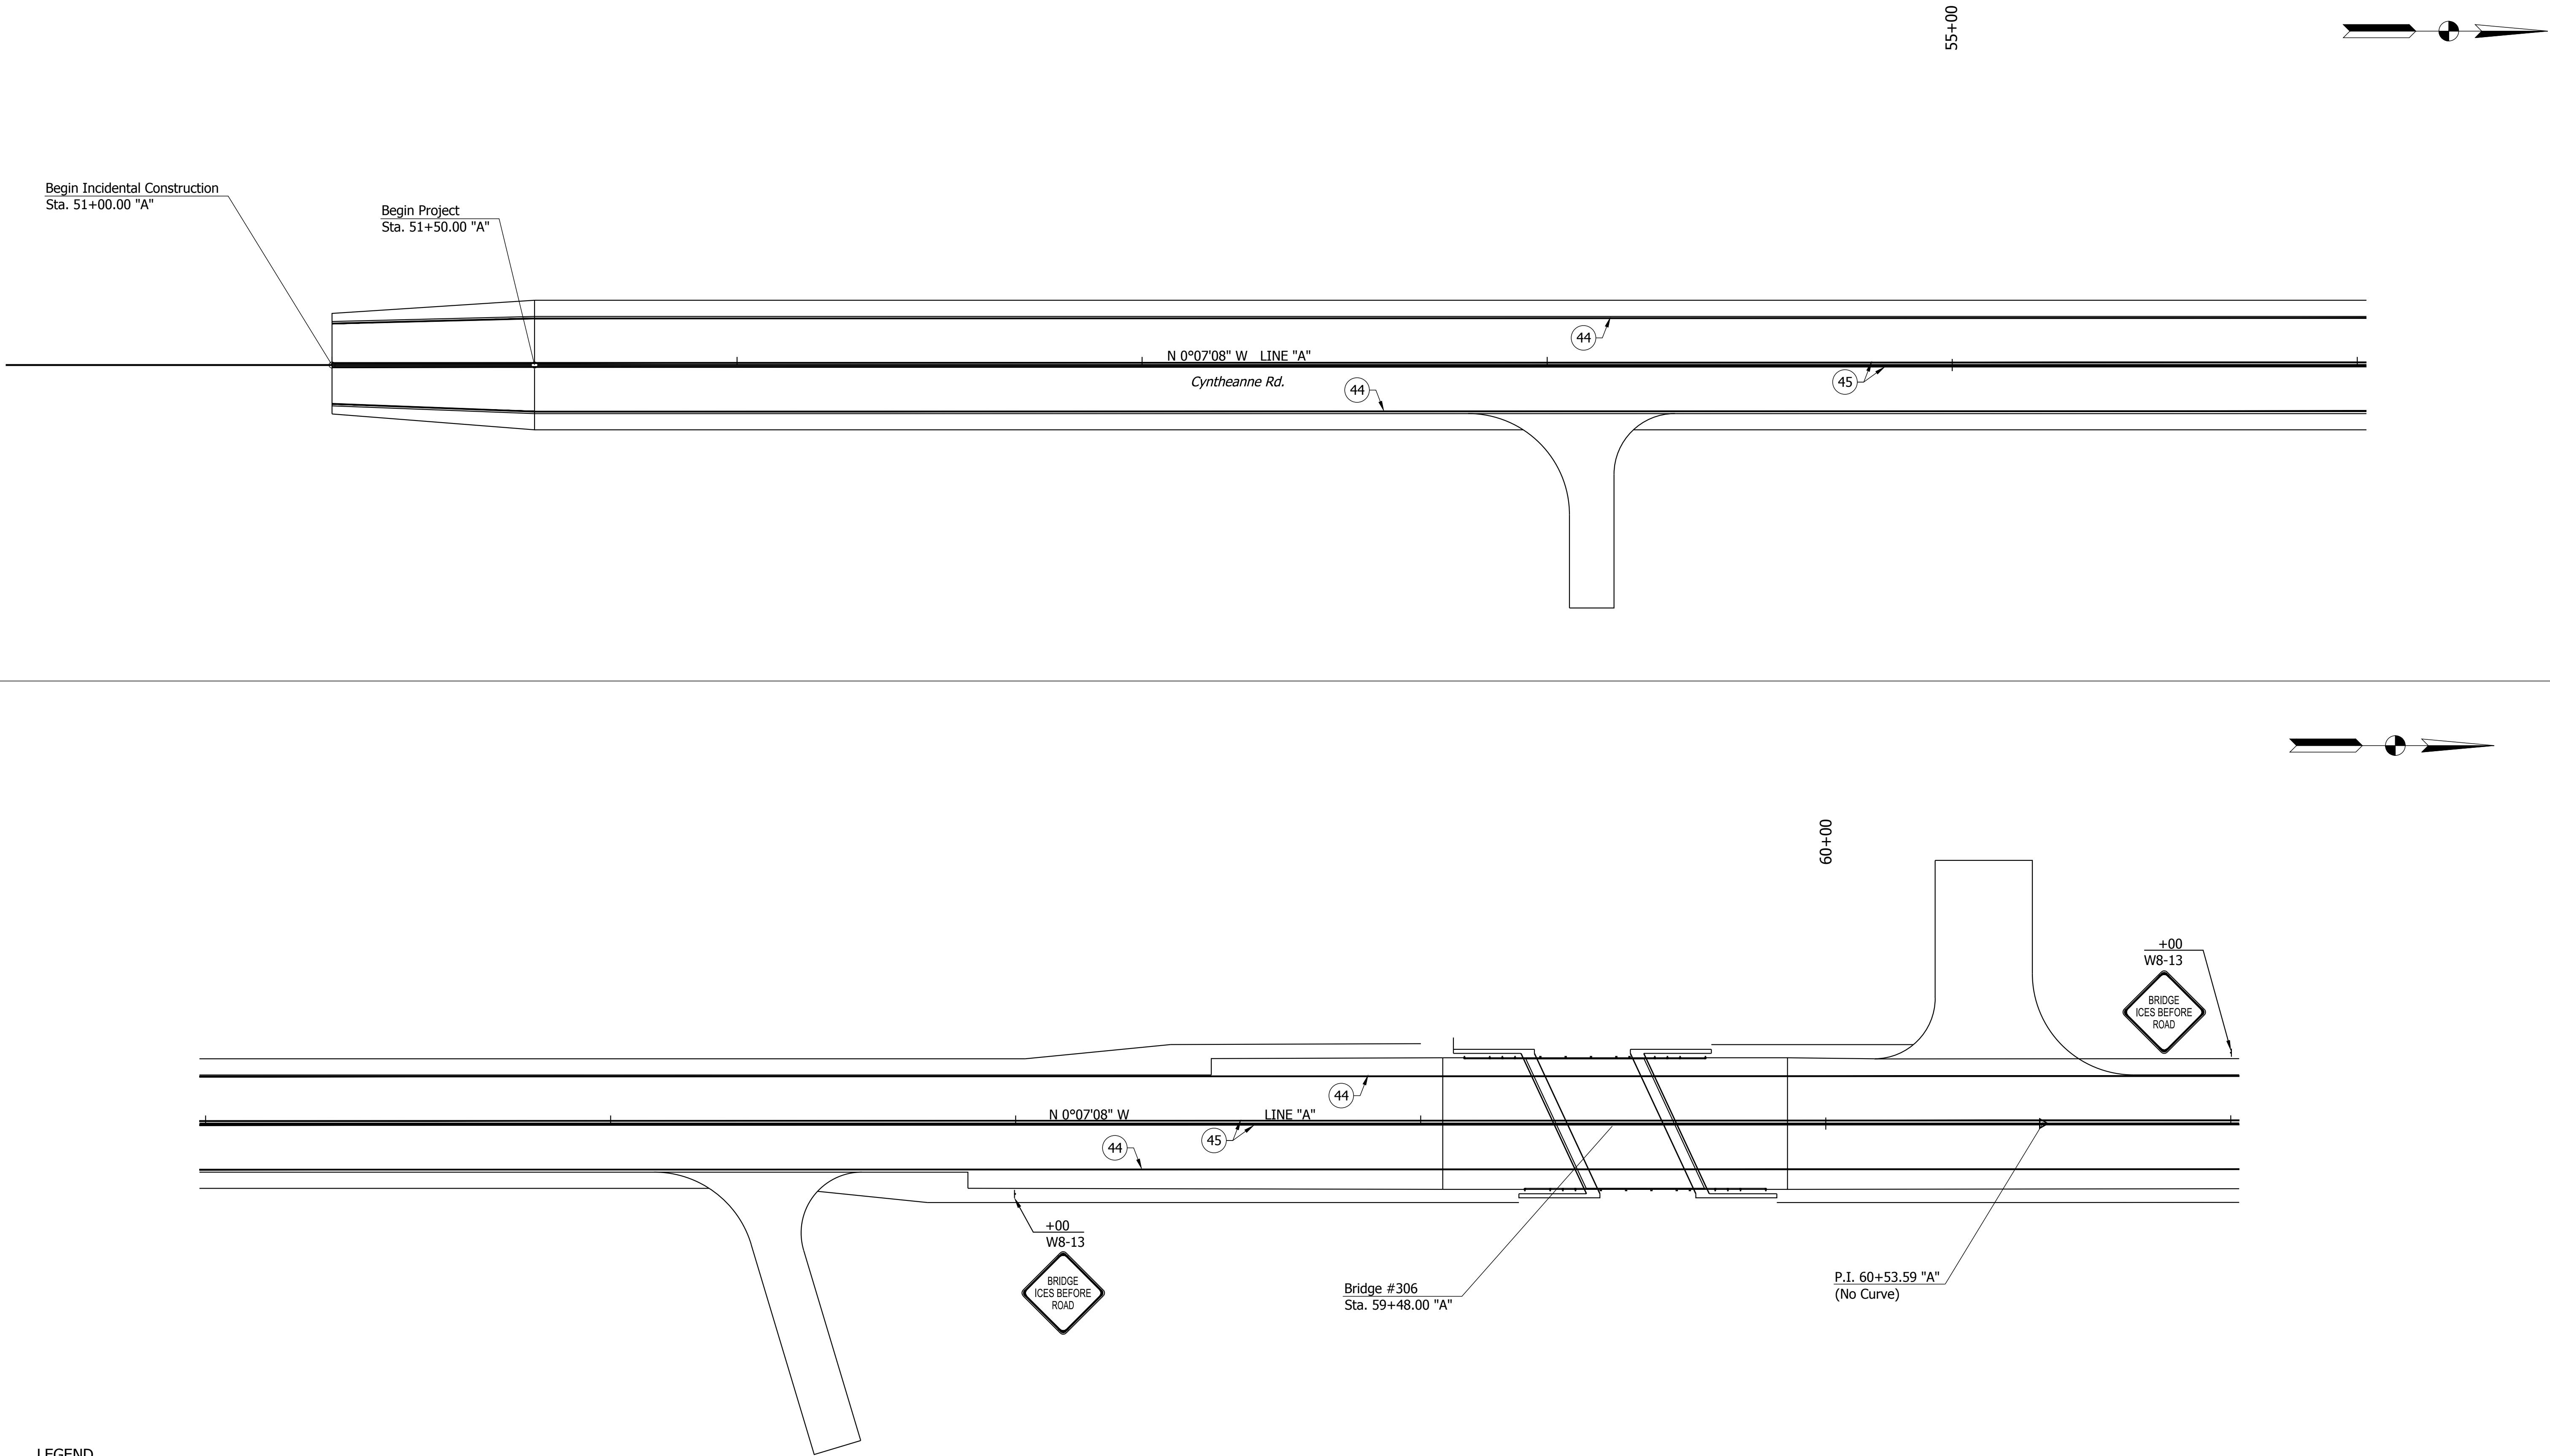 55+00
Begin Incidental Construction
Sta. 51+00.00 "A"
Begin Project
Sta. 51+50.00 "A"
44
N 0°07'08" W LINE "A"
Cyntheanne Rd.
44
45
60+00
+00
W8-13
BRIDGE
ICES BEFORE
ROAD
44
N 0°07'08" W LINE "A"
45
44
+00
W8-13
BRIDGE
ICES BEFORE
ROAD
Bridge #306
Sta. 59+48.00 "A"
P.I. 60+53.59 "A"
(No Curve)
LEGEND